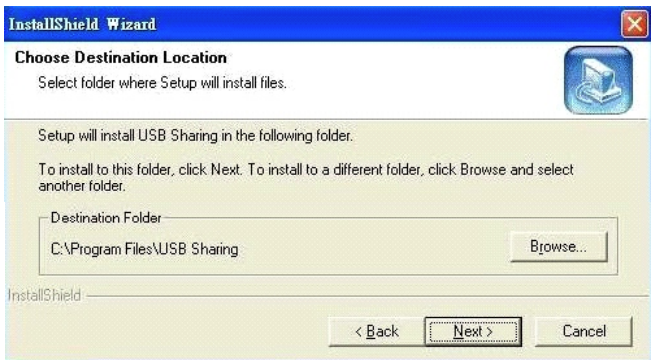 InstallShield Wizard
Choose Destination Location
Select folder where Setup will install files.
Setup will install USB Sharing in the following folder.
To install to this folder, click Next. To install to a different folder, click Browse and select
another folder.
Destination Folder
C:\Program Files\USB Sharing
Browse...
InstallShield
< Back
Next >
Cancel